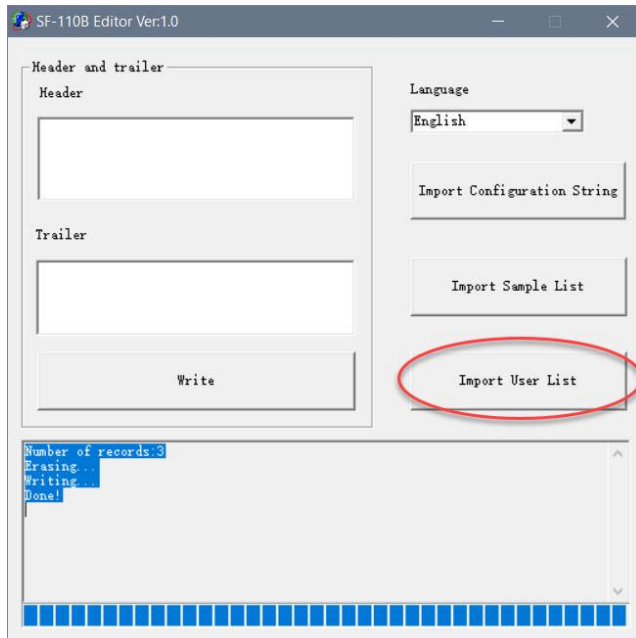 SF-110B Editor Ver:1.0
Header and trailer
Header
Trailer
Write
Language
English
Import Configuration String
Import Sample List
Import User List
Number of records:3
Erasing...
Writing...
Done!